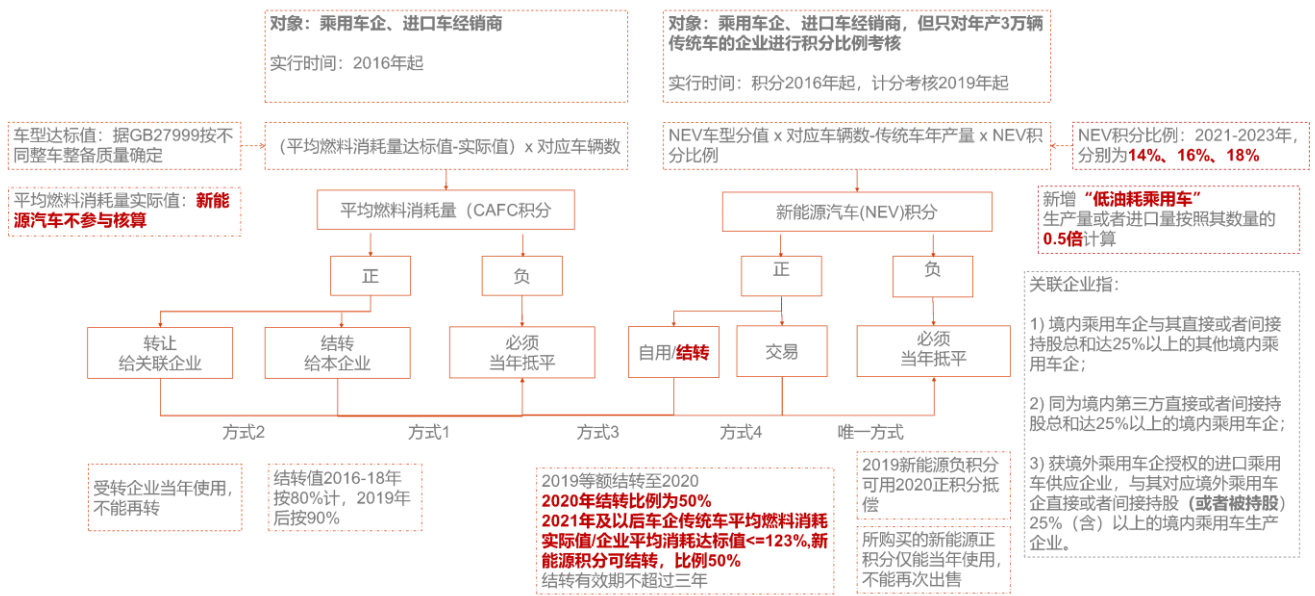 对象：乘用车企、进口车经销商
实行时间：2016年起
对象：乘用车企、进口车经销商，但只对年产3万辆
传统车的企业进行积分比例考核
实行时间：积分2016年起，计分考核2019年起
车型达标值：据GB27999按不
同整车整备质量确定
（平均燃料消耗量达标值-实际值）x 对应车辆数
NEV车型分值 x 对应车辆数-传统车年产量 x NEV积
分比例
NEV积分比例：2021-2023年，
分别为14%、16%、18%
平均燃料消耗量实际值：新能
源汽车不参与核算
平均燃料消耗量（CAFC积分
新能源汽车(NEV)积分
新增“低油耗乘用车”
生产量或者进口量按照其数量的
0.5倍计算
正
负
正
负
转让
给关联企业
结转
给本企业
必须
当年抵平
自用/结转
交易
必须
当年抵平
方式2
方式1
方式3
方式4
唯一方式
受转企业当年使用，
不能再转
结转值2016-18年
按80%计，2019年
后按90%
2019等额结转至2020
2020年结转比例为50%
2021年及以后车企传统车平均燃料消耗
实际值/企业平均消耗达标值<=123%,新
能源积分可结转，比例50%
结转有效期不超过三年
2019新能源负积分
可用2020正积分抵
偿
所购买的新能源正
积分仅能当年使用，
不能再次出售
关联企业指：
1) 境内乘用车企与其直接或者间接
持股总和达25%以上的其他境内乘
用车企；
2) 同为境内第三方直接或者间接持
股总和达25%以上的境内乘用车企；
3) 获境外乘用车企授权的进口乘用
车供应企业，与其对应境外乘用车
企直接或者间接持股（或者被持股）
25%（含）以上的境内乘用车生产
企业。